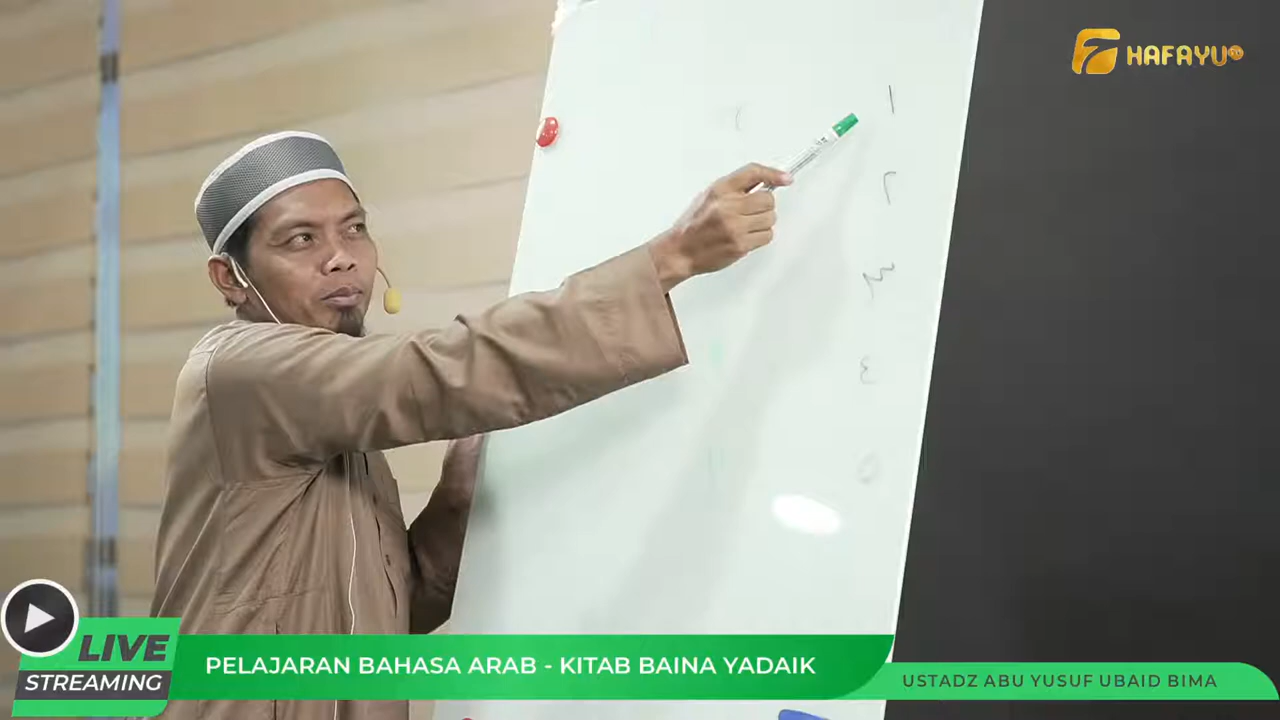 HAFAYU
١
٢
٣
٤
٥
LIVE
STREAMING
PELAJARAN BAHASA ARAB - KITAB BAINA YADAIK
USTADZ ABU YUSUF UBAID BIMA